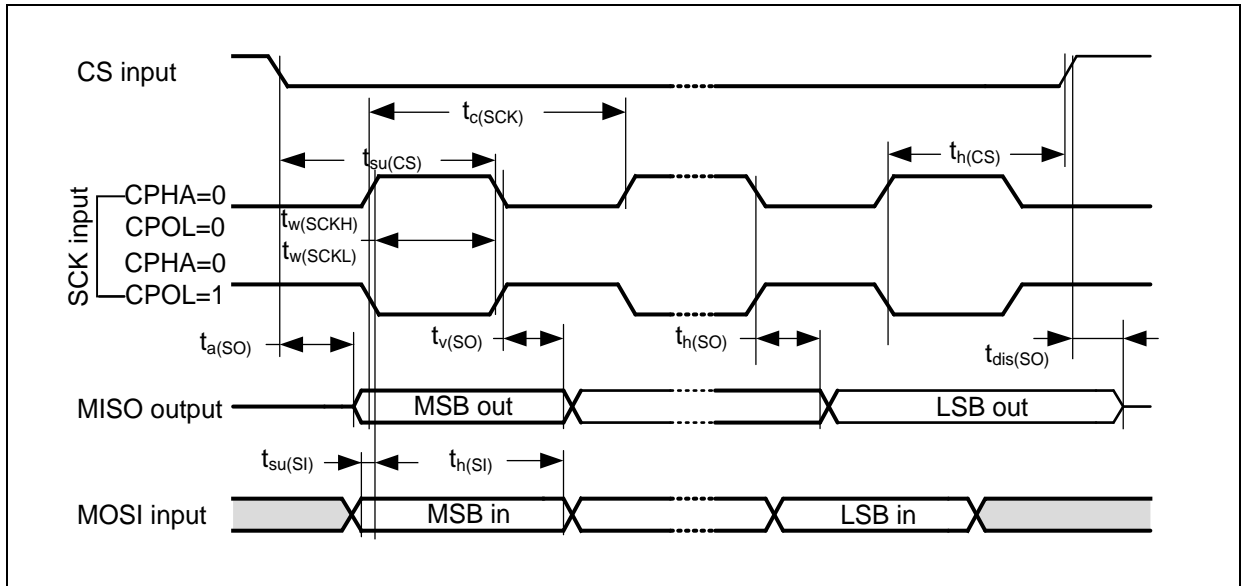 CS input
tc(SCK)
tsu(CS)
th(CS)
SCK input
CPHA=0
CPOL=0
CPHA=0
CPOL=1
tw(SCKH)
tw(SCKL)
ta(SO)
tv(SO)
th(SO)
tdis(SO)
MISO output
MSB out
LSB out
tsu(SI)
th(SI)
MOSI input
MSB in
LSB in